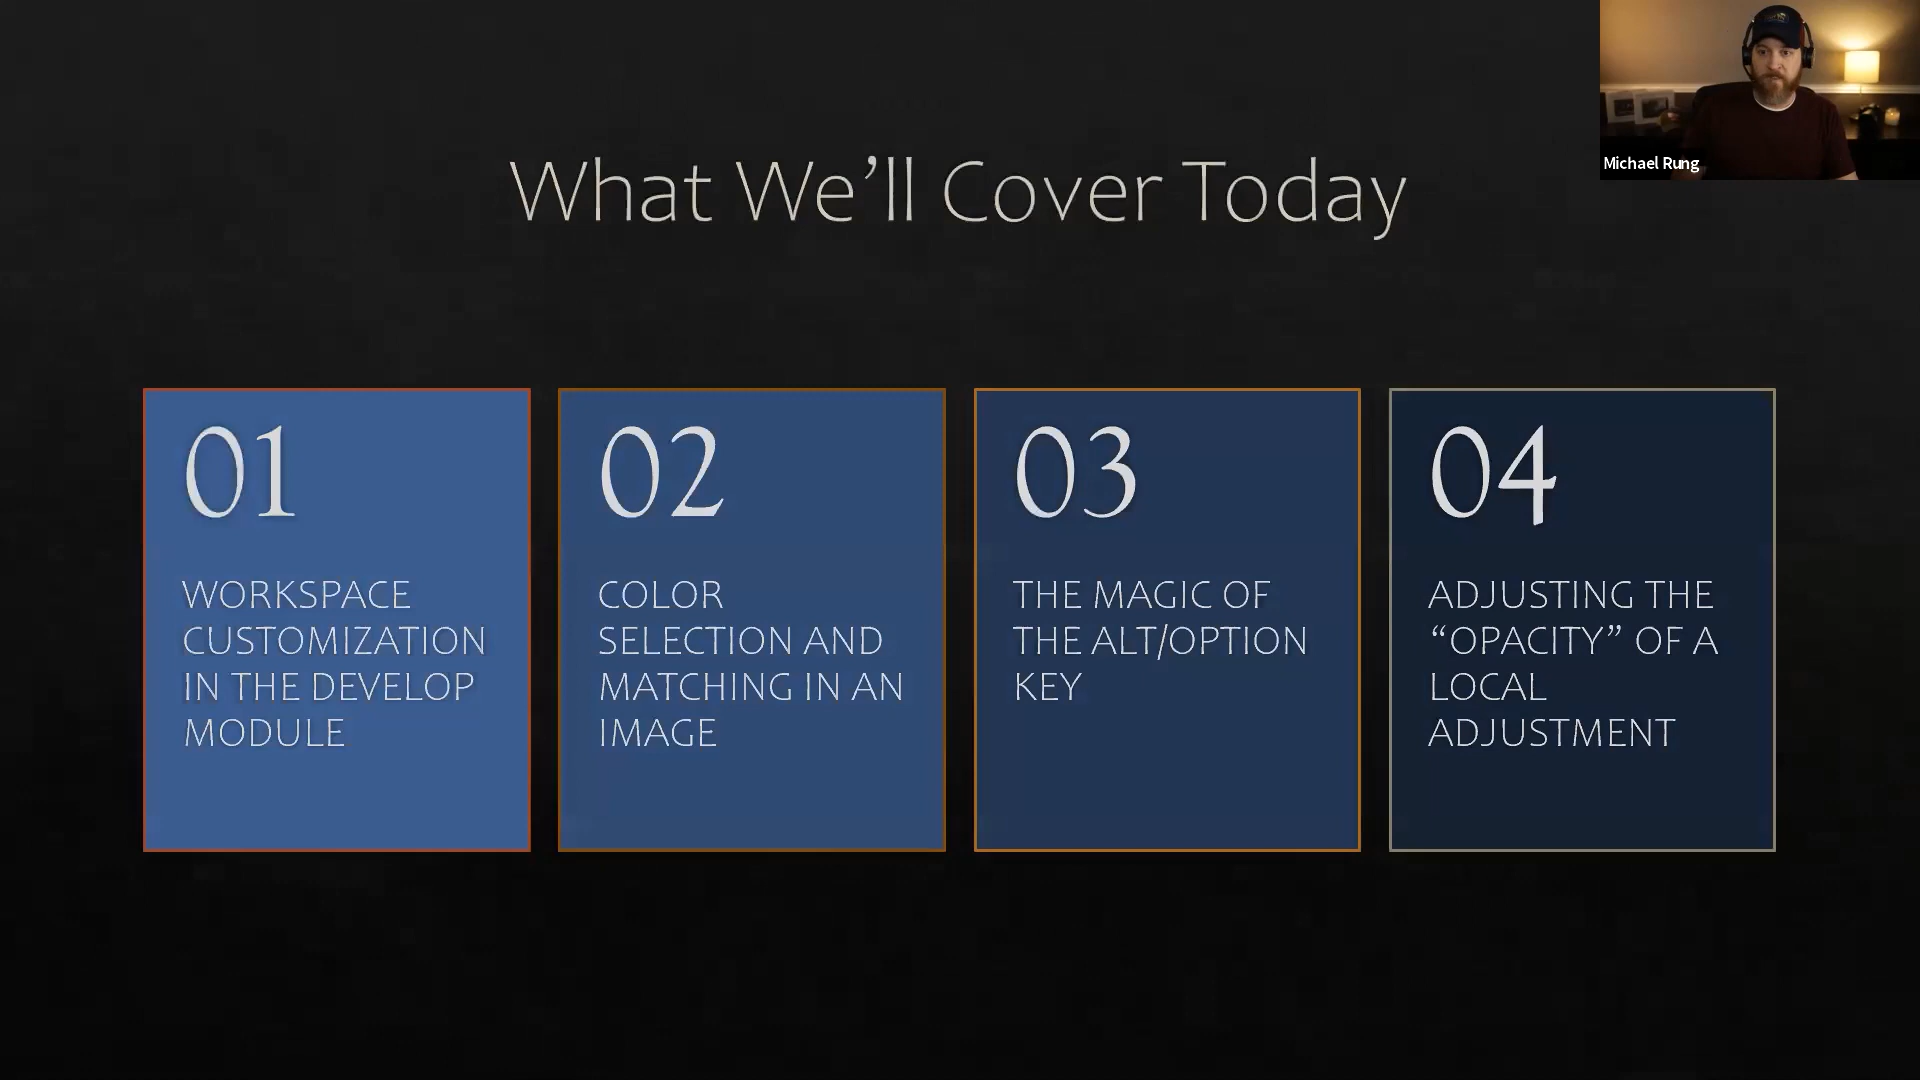 What We’ll Cover Today
Michael Rung
01
WORKSPACE
CUSTOMIZATION
IN THE DEVELOP
MODULE
02
COLOR
SELECTION AND
MATCHING IN AN
IMAGE
03
THE MAGIC OF
THE ALT/OPTION
KEY
04
ADJUSTING THE
“OPACITY” OF A
LOCAL
ADJUSTMENT